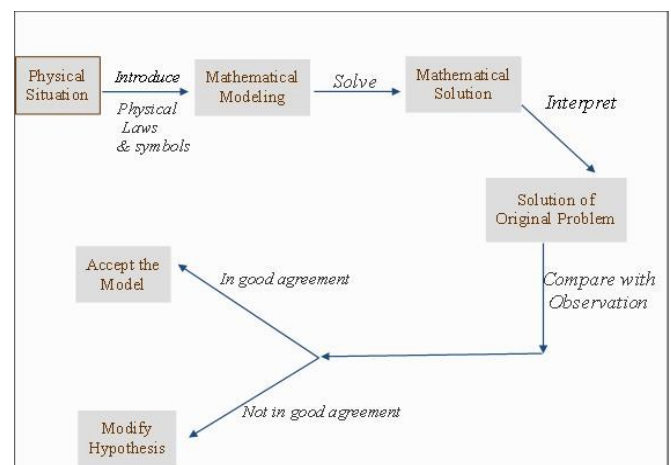 Physical
Situation
Introduce
Physical
Laws
& symbols
Mathematical
Modeling
Solve
Mathematical
Solution
Interpret
Solution of
Original Problem
Compare with
Observation
In good agreement
Accept the
Model
Not in good agreement
Modify
Hypothesis